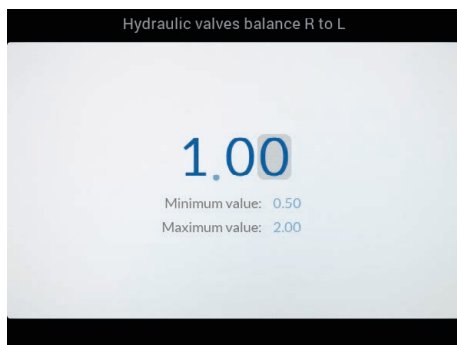 Hydraulic valves balance R to L
1.00
Minimum value: 0.50
Maximum value: 2.00